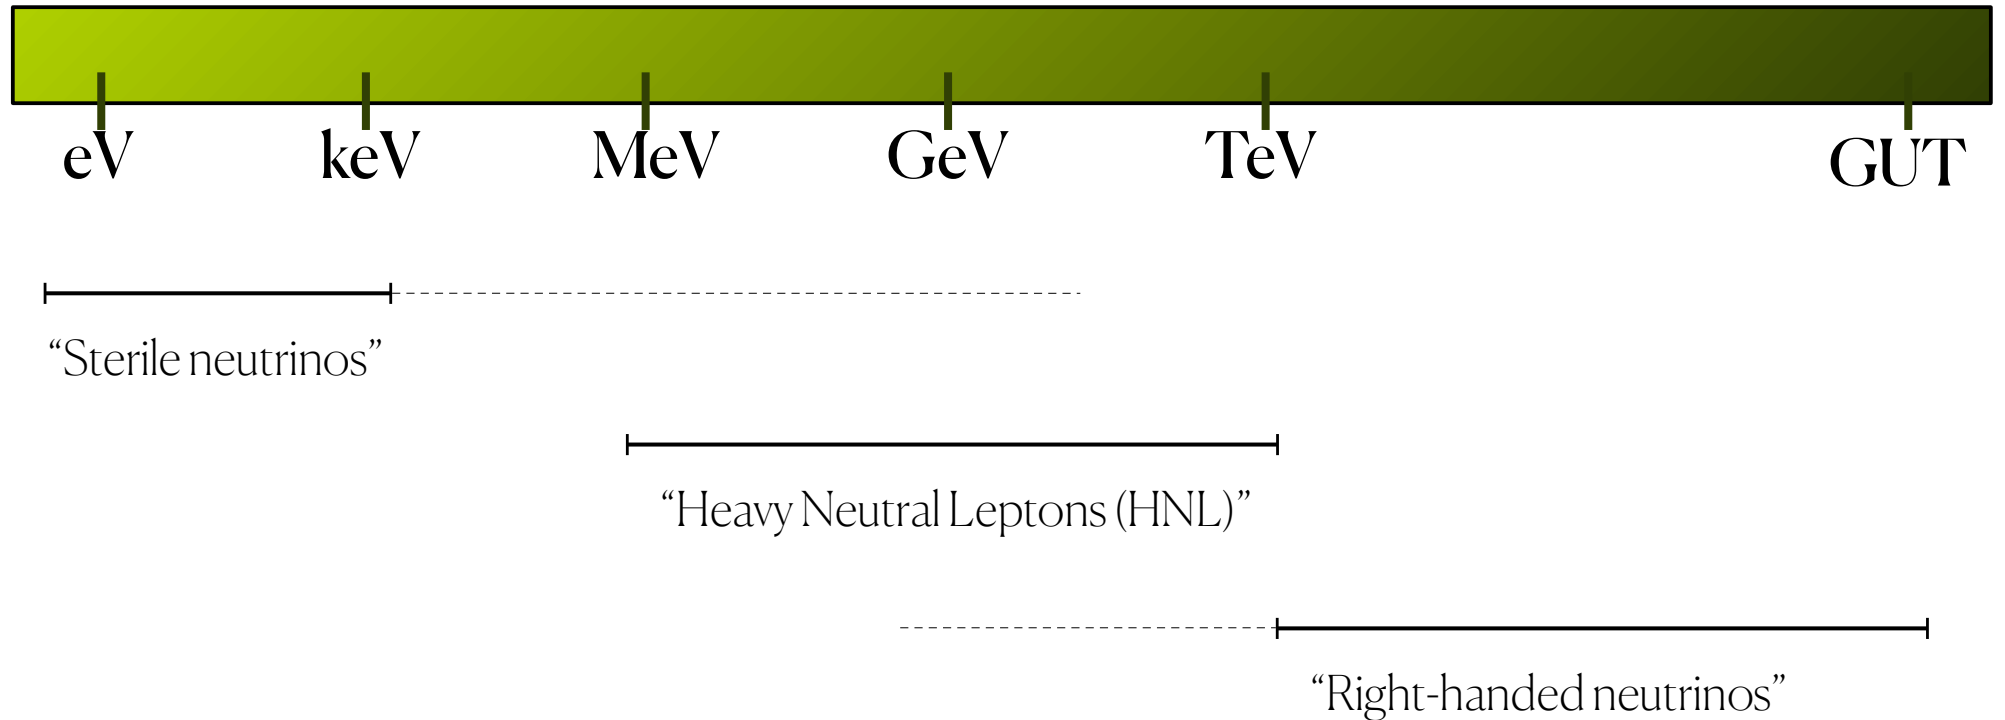 eV keV MeV GeV TeV GUT
“Sterile neutrinos”
“Heavy Neutral Leptons (HNL)”
“Right-handed neutrinos”